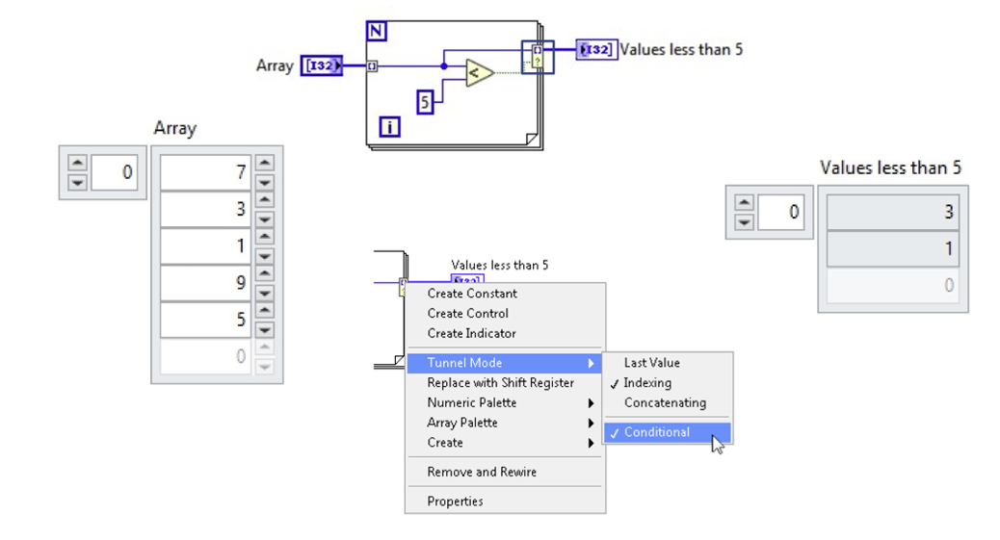 N
Array [I32]
[I32] Values less than 5
?
<
5
i
Array
0
7
3
1
9
5
0
Values less than 5
0
3
1
0
Values less than 5
[I32]
Create Constant
Create Control
Create Indicator
Tunnel Mode
Replace with Shift Register
Numeric Palette
Array Palette
Create
Remove and Rewire
Properties
Last Value
Indexing
Concatenating
Conditional